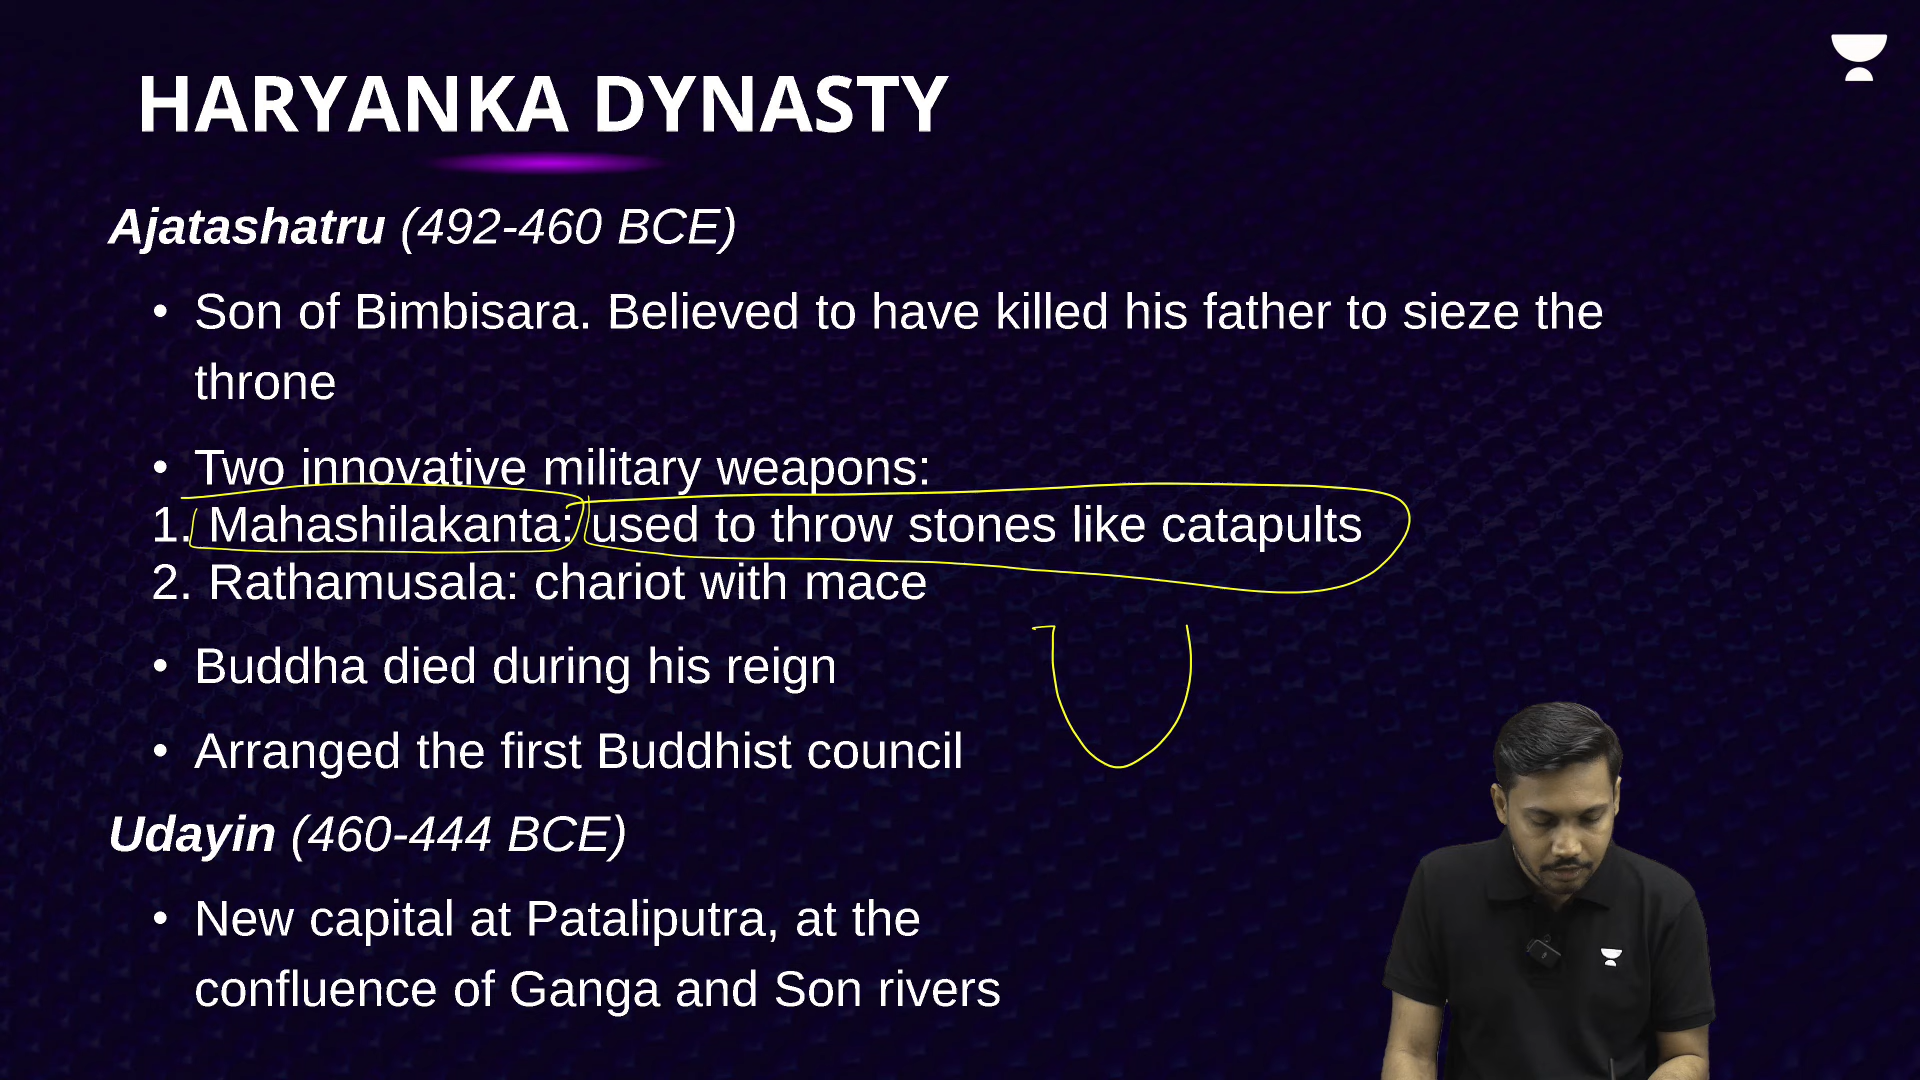 HARYANKA DYNASTY
Ajatashatru (492-460 BCE)
• Son of Bimbisara. Believed to have killed his father to sieze the
throne
• Two innovative military weapons:
1. Mahashilakanta: used to throw stones like catapults
2. Rathamusala: chariot with mace
• Buddha died during his reign
• Arranged the first Buddhist council
Udayin (460-444 BCE)
• New capital at Pataliputra, at the
confluence of Ganga and Son rivers